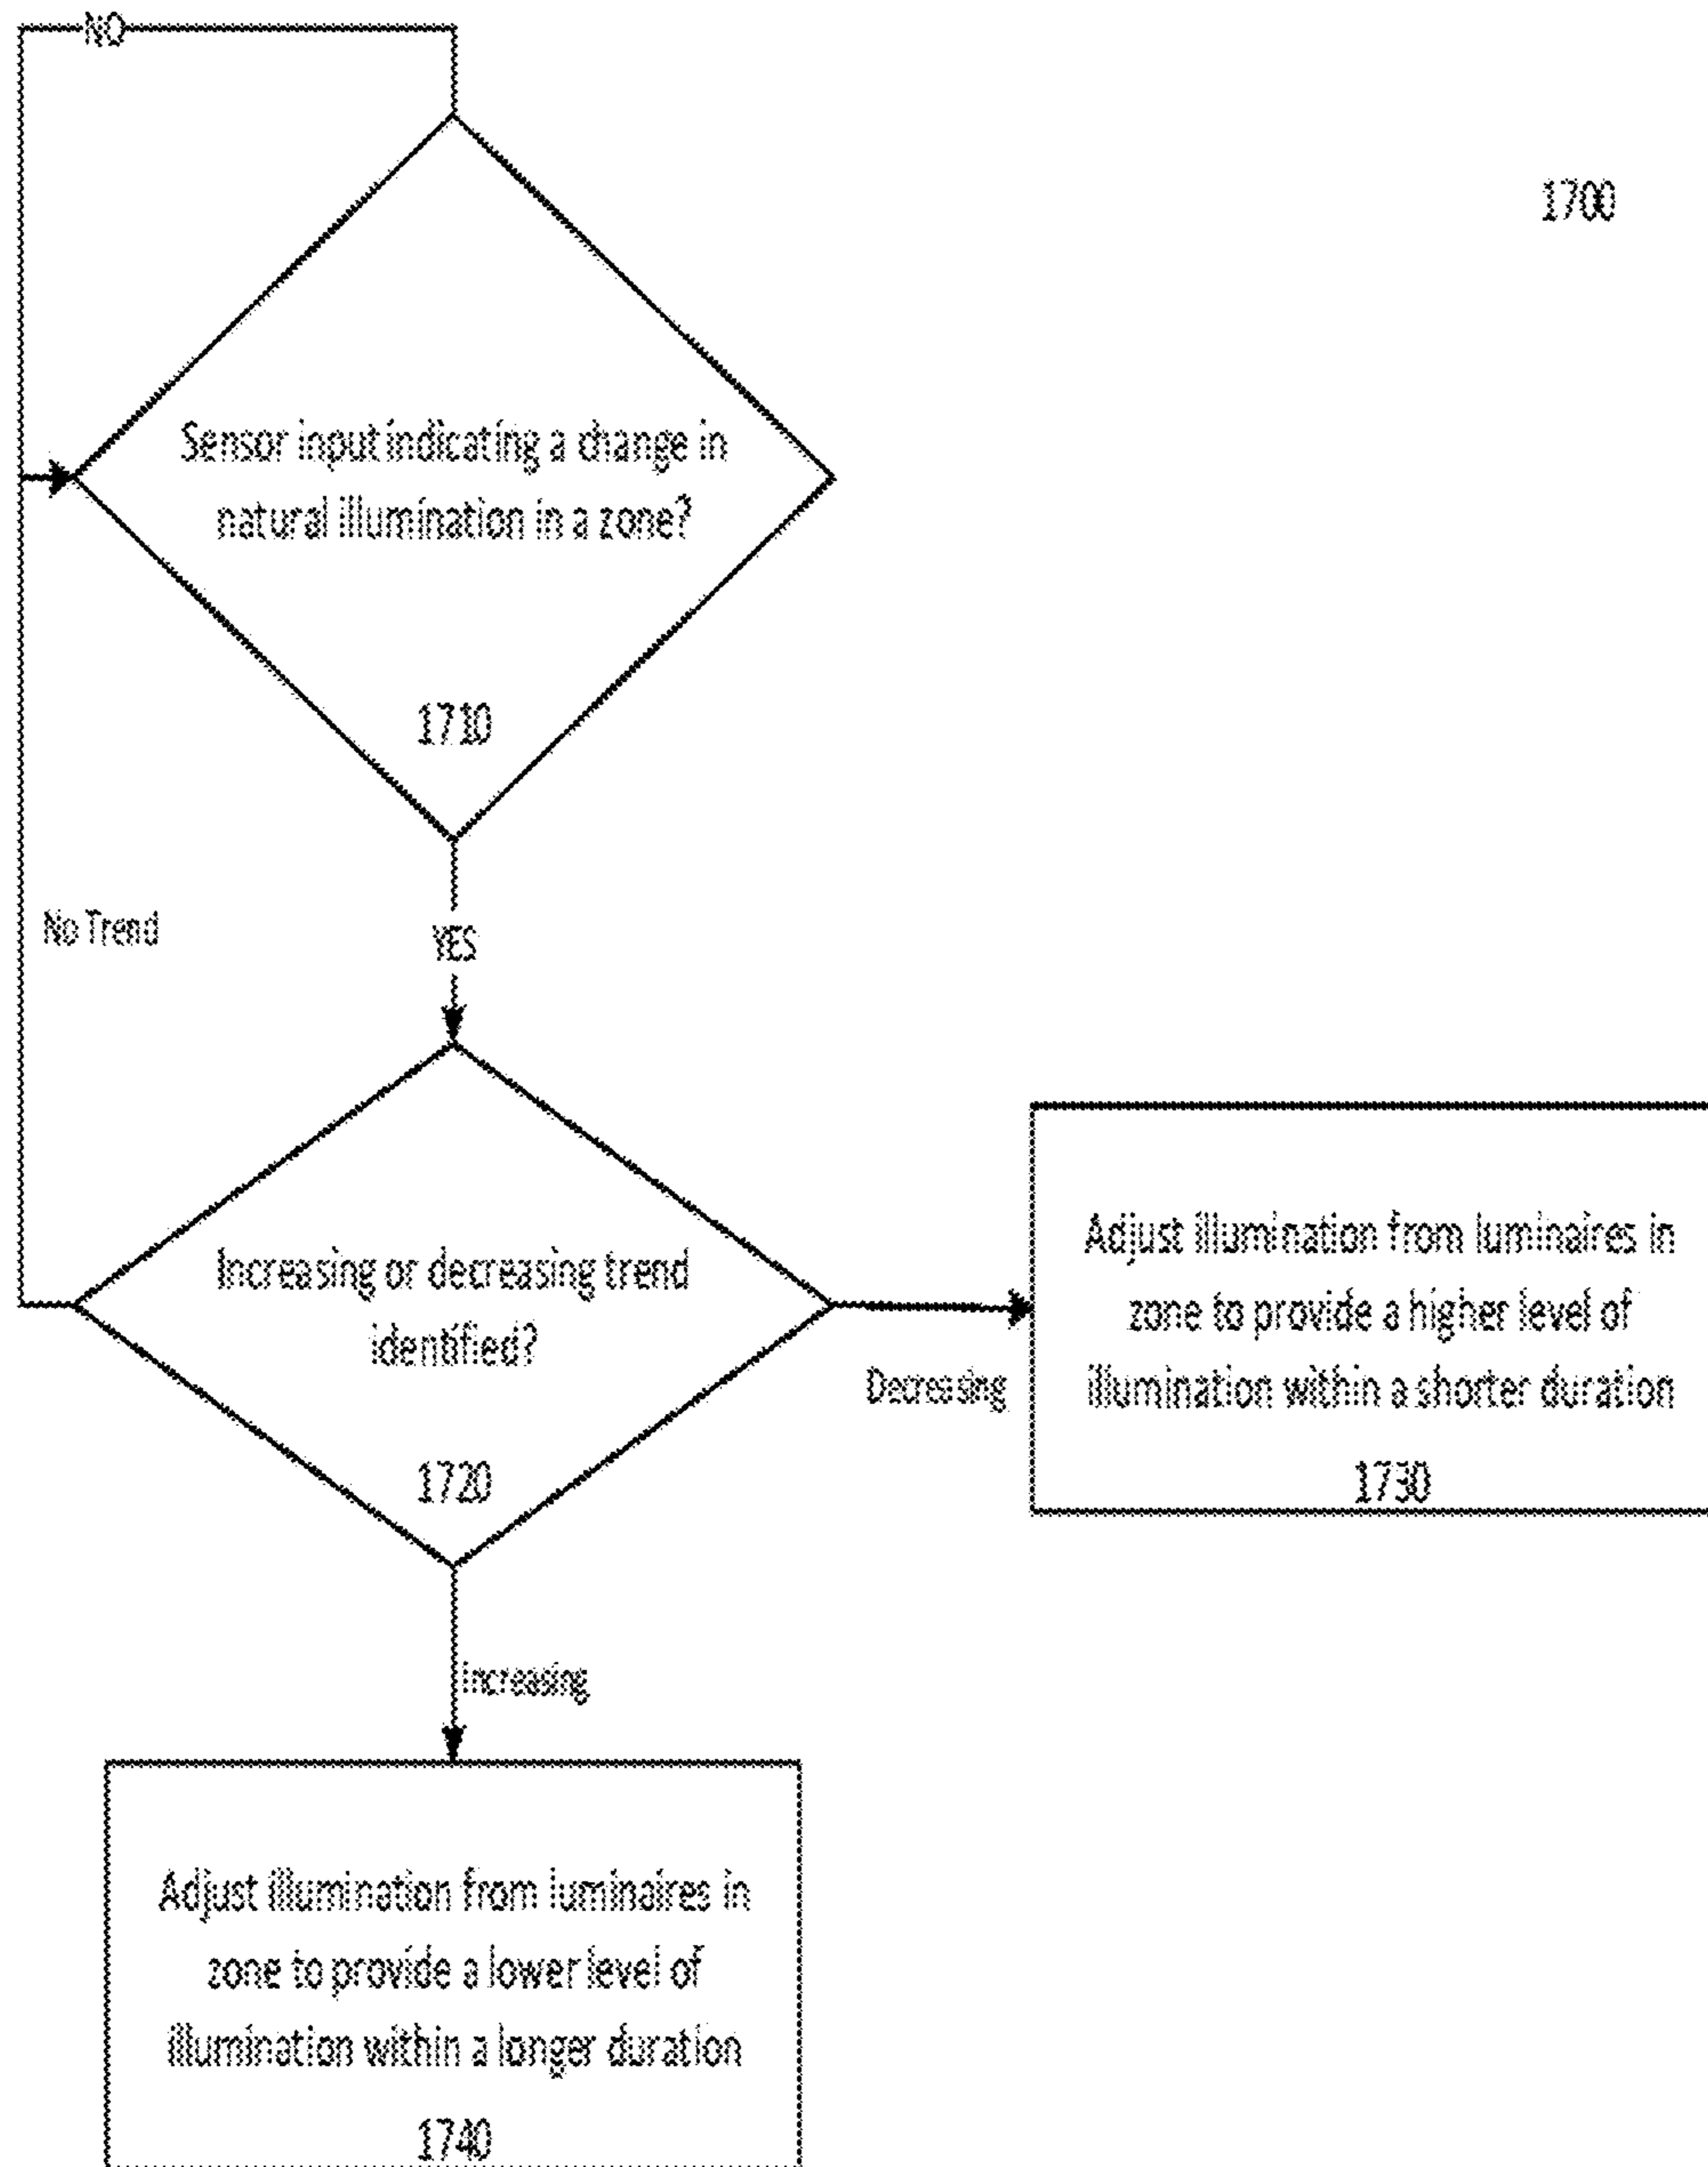 NO
1700
Sensor input indicating a change in
natural illumination in a zone?
1710
No Trend
YES
Increasing or decreasing trend
identified?
1720
Decreasing
Adjust illumination from luminaires in
zone to provide a higher level of
illumination within a shorter duration
1730
Increasing
Adjust illumination from luminaires in
zone to provide a lower level of
illumination within a longer duration
1740